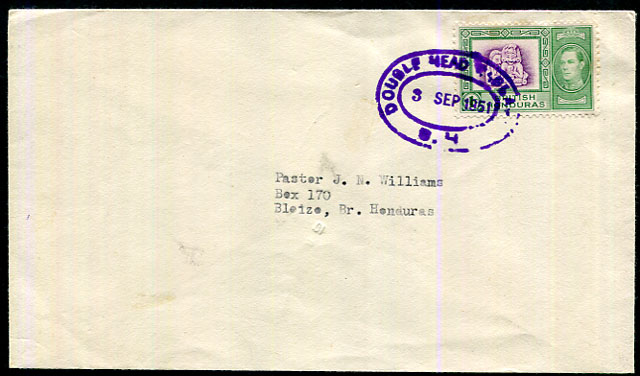 DOUBLE HEAD
3 SEP 1951
B. H
BRITISH
HONDURAS
Pastor J. N. Williams
Box 170
Bleize, Br. Honduras